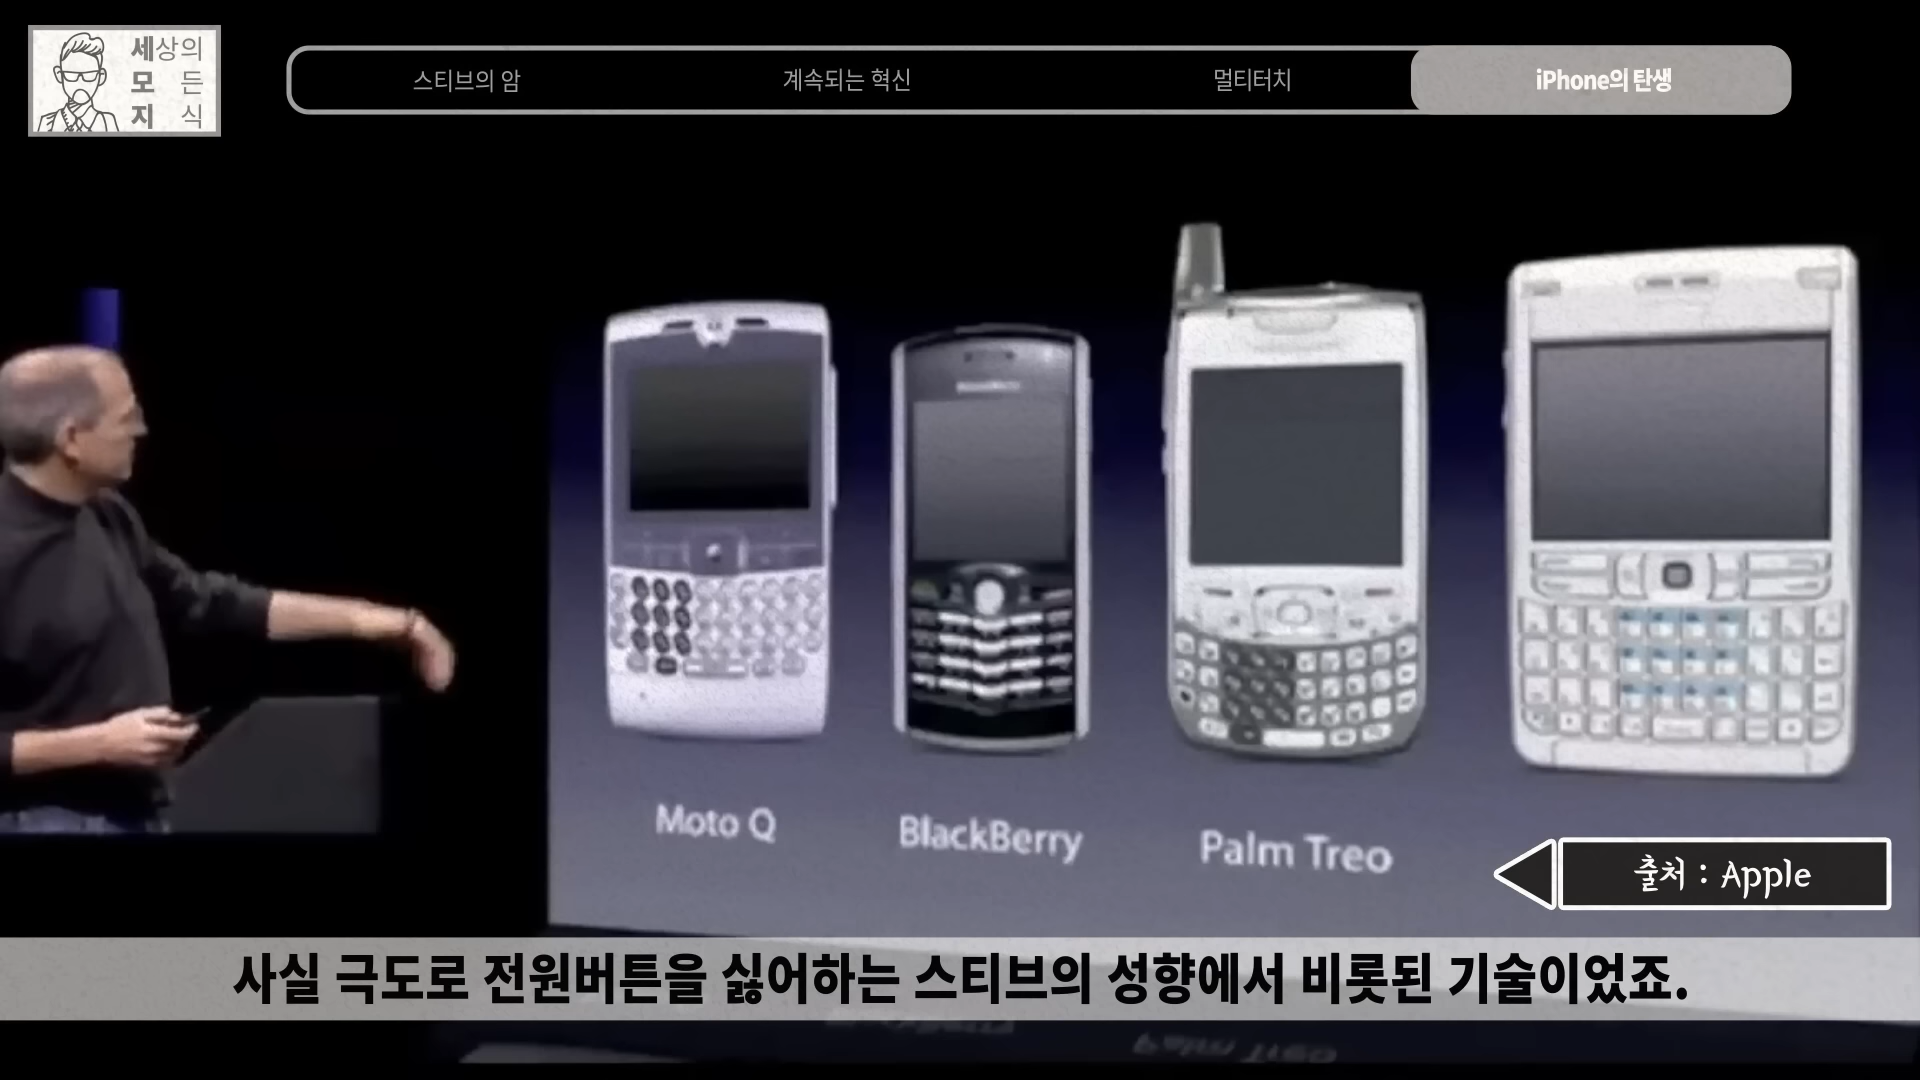 세상의
모든
지식
스티브의 암
계속되는 혁신
멀티터치
iPhone의 탄생
BlackBerry
Moto Q
BlackBerry
Palm Treo
출처 : Apple
사실 극도로 전원버튼을 싫어하는 스티브의 성향에서 비롯된 기술이었죠.
Palm Treo